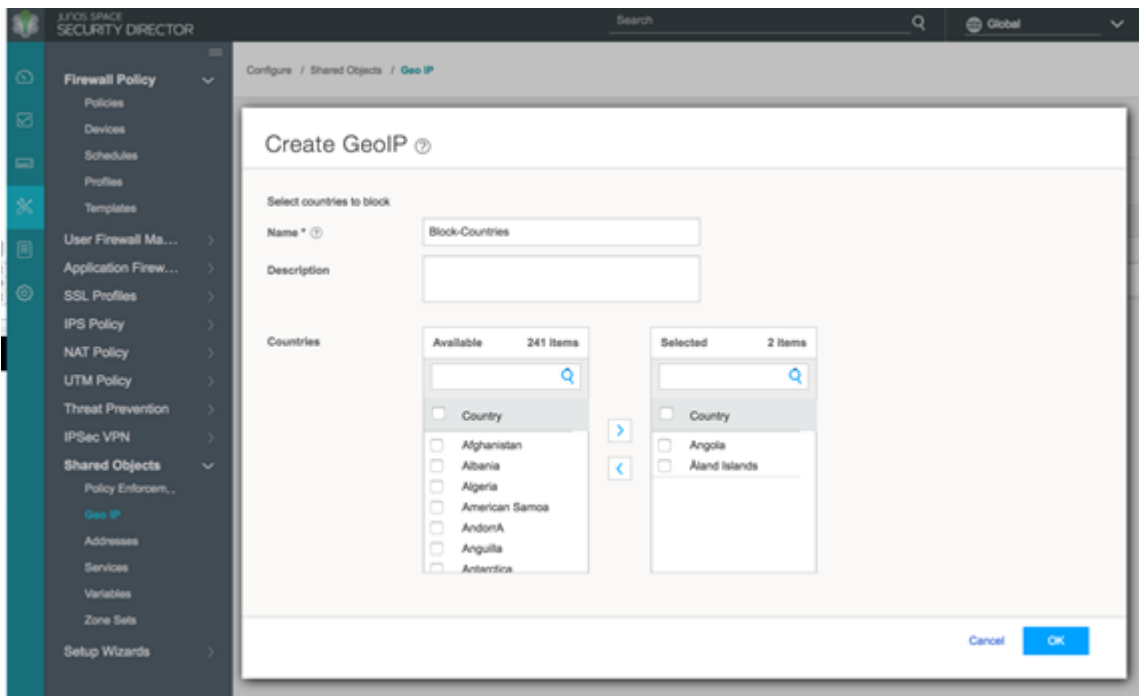 JUNOS SPACE
SECURITY DIRECTOR
Search
Global
Firewall Policy
Policies
Devices
Schedules
Profiles
Templates
User Firewall Ma...
Application Firew...
SSL Profiles
IPS Policy
NAT Policy
UTM Policy
Threat Prevention
IPSec VPN
Shared Objects
Policy Enforcem...
Geo IP
Addresses
Services
Variables
Zone Sets
Setup Wizards
Configure / Shared Objects / Geo IP
Create GeoIP ?
Select countries to block
Name * ?
Block-Countries
Description
Countries
Available 241 items
Country
Afghanistan
Albania
Algeria
American Samoa
AndorrA
Anguilla
Antarctica
>
<
Selected 2 items
Country
Angola
Åland Islands
Cancel
OK